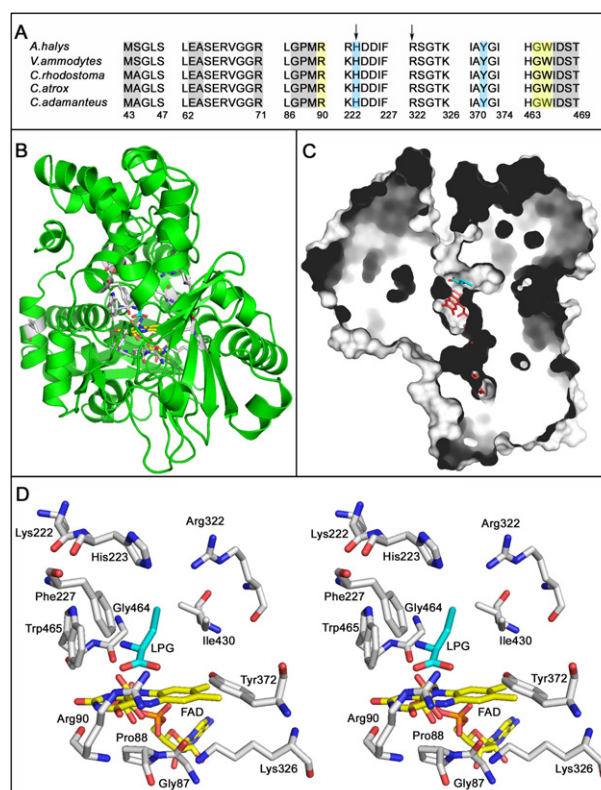 A
A.halys MSGLS LEASERVGGR LGPMR RHDDIF RSGTK IAYGI HGWIDST
V.ammodytes MSGLS LEASERVGGR LGPMR RHDDIF RSGTK IAYGI HGWIDST
C.rhodostoma MAGLS LEASERVGGR LGPMR KHDDIF RSGTK IAYGI HGWIDST
C.atrox MAGLS LEASERVGGR LGPMR KHDDIF RSGTK IAYGI HGWIDST
C.adamanteus MAGLS LEASERVGGR LGPMR KHDDIF RSGTK IAYGI HGWIDST
43 47 62 71 86 90 222 227 322 326 370 374 463 469
B
C
D
Lys222
His223
Arg322
Phe227
Gly464
Trp465
LPG
Ile430
Tyr372
Arg90
FAD
Pro88
Gly87
Lys326
Lys222
His223
Arg322
Phe227
Gly464
Trp465
LPG
Ile430
Tyr372
Arg90
FAD
Pro88
Gly87
Lys326